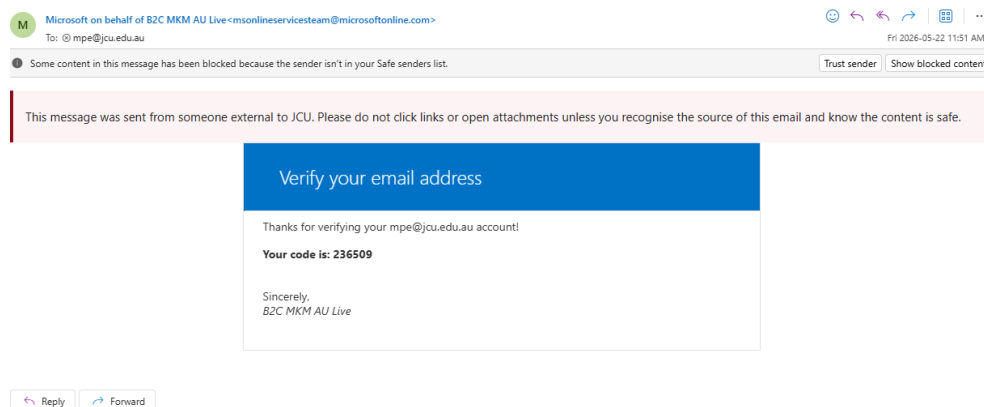 M
Microsoft on behalf of B2C MKM AU Live<msonlineservicesteam@microsoftonline.com>
To: mpe@jcu.edu.au
Fri 2026-05-22 11:51 AM
Some content in this message has been blocked because the sender isn't in your Safe senders list.
Trust sender
Show blocked content
This message was sent from someone external to JCU. Please do not click links or open attachments unless you recognise the source of this email and know the content is safe.
Verify your email address
Thanks for verifying your mpe@jcu.edu.au account!
Your code is: 236509
Sincerely,
B2C MKM AU Live
Reply
Forward